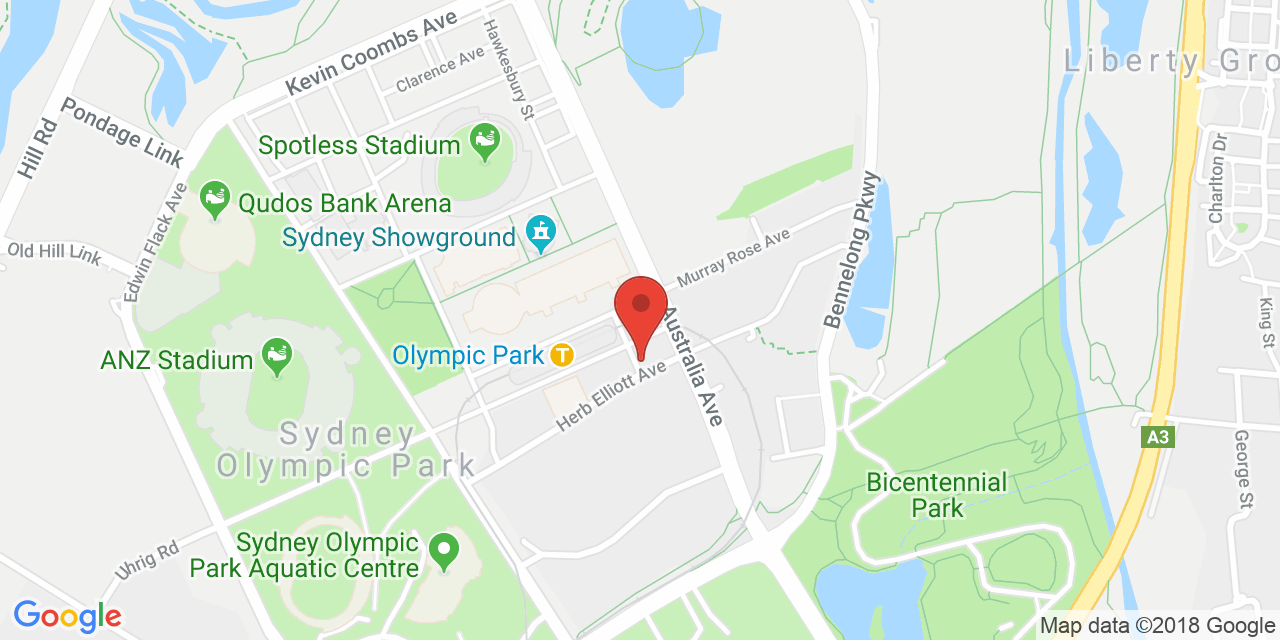 Kevin Coombs Ave
Hawkesbury St
Clarence Ave
Liberty Gro
Hill Rd
Pondage Link
Spotless Stadium
Charlton Dr
Qudos Bank Arena
Edwin Flack Ave
Old Hill Link
Sydney Showground
Murray Rose Ave
Bennelong Pkwy
King St
Australia Ave
ANZ Stadium
Olympic Park
T
Herb Elliott Ave
Sydney
Olympic Park
A3
George St
Bicentennial
Park
Uhrig Rd
Sydney Olympic
Park Aquatic Centre
Google
Map data ©2018 Google